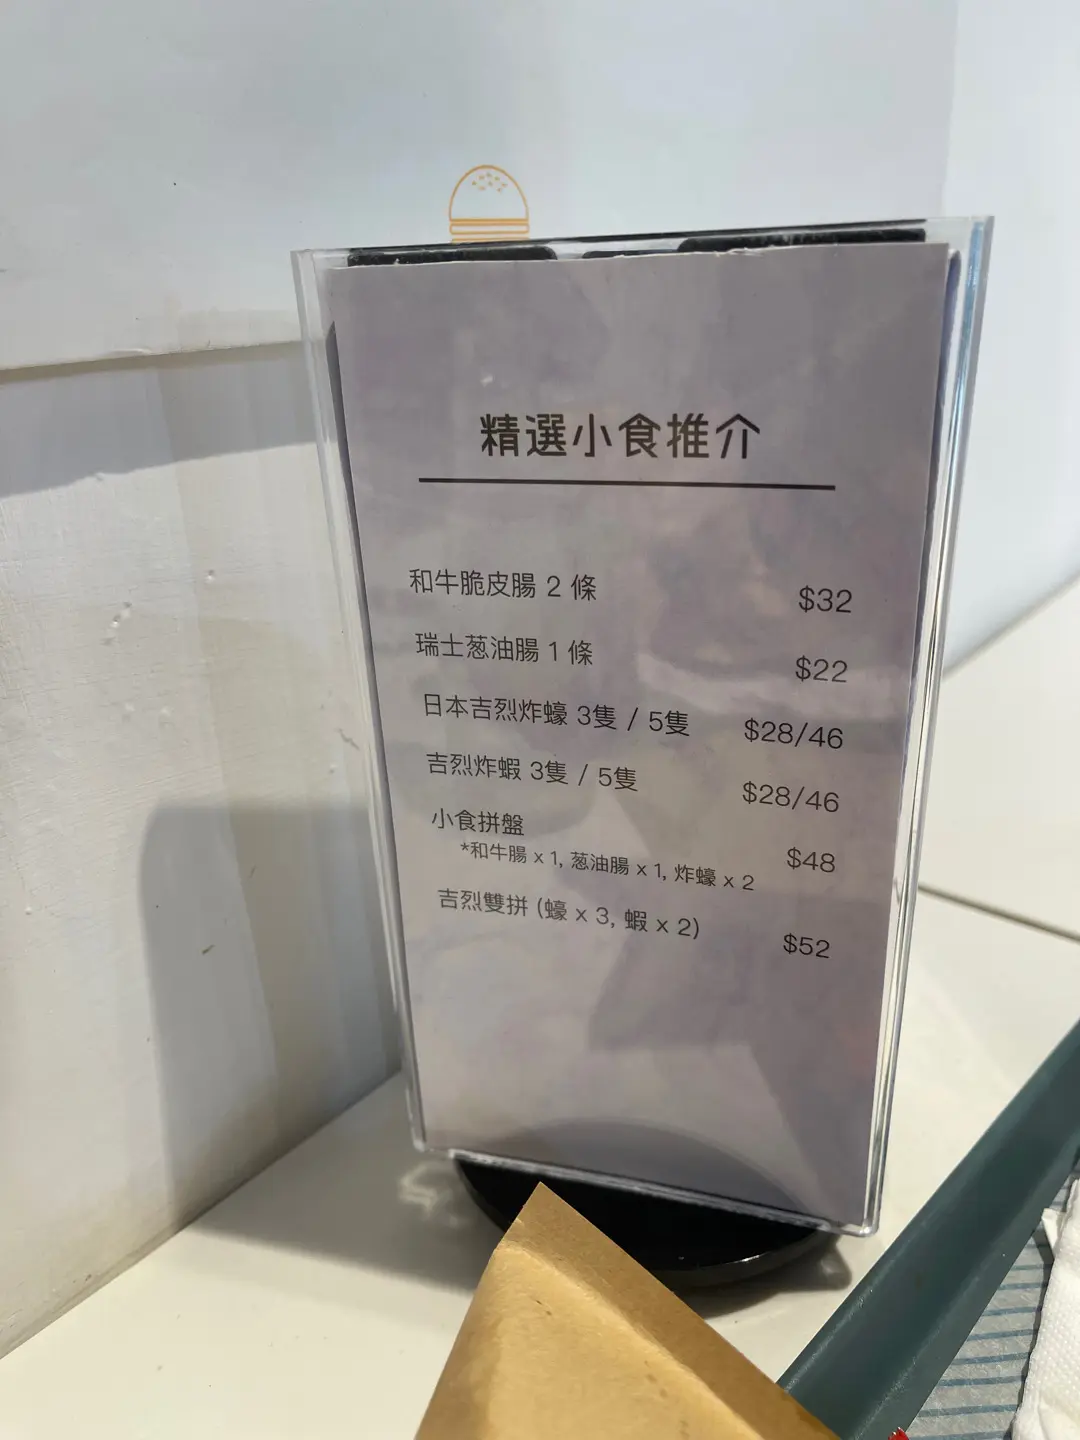 精選小食推介
和牛脆皮腸 2 條 $32
瑞士葱油腸 1 條 $22
日本吉烈炸蠔 3隻 / 5隻 $28/46
吉烈炸蝦 3隻 / 5隻 $28/46
小食拼盤 $48
*和牛腸 x 1, 葱油腸 x 1, 炸蠔 x 2
吉烈雙拼 (蠔 x 3, 蝦 x 2) $52